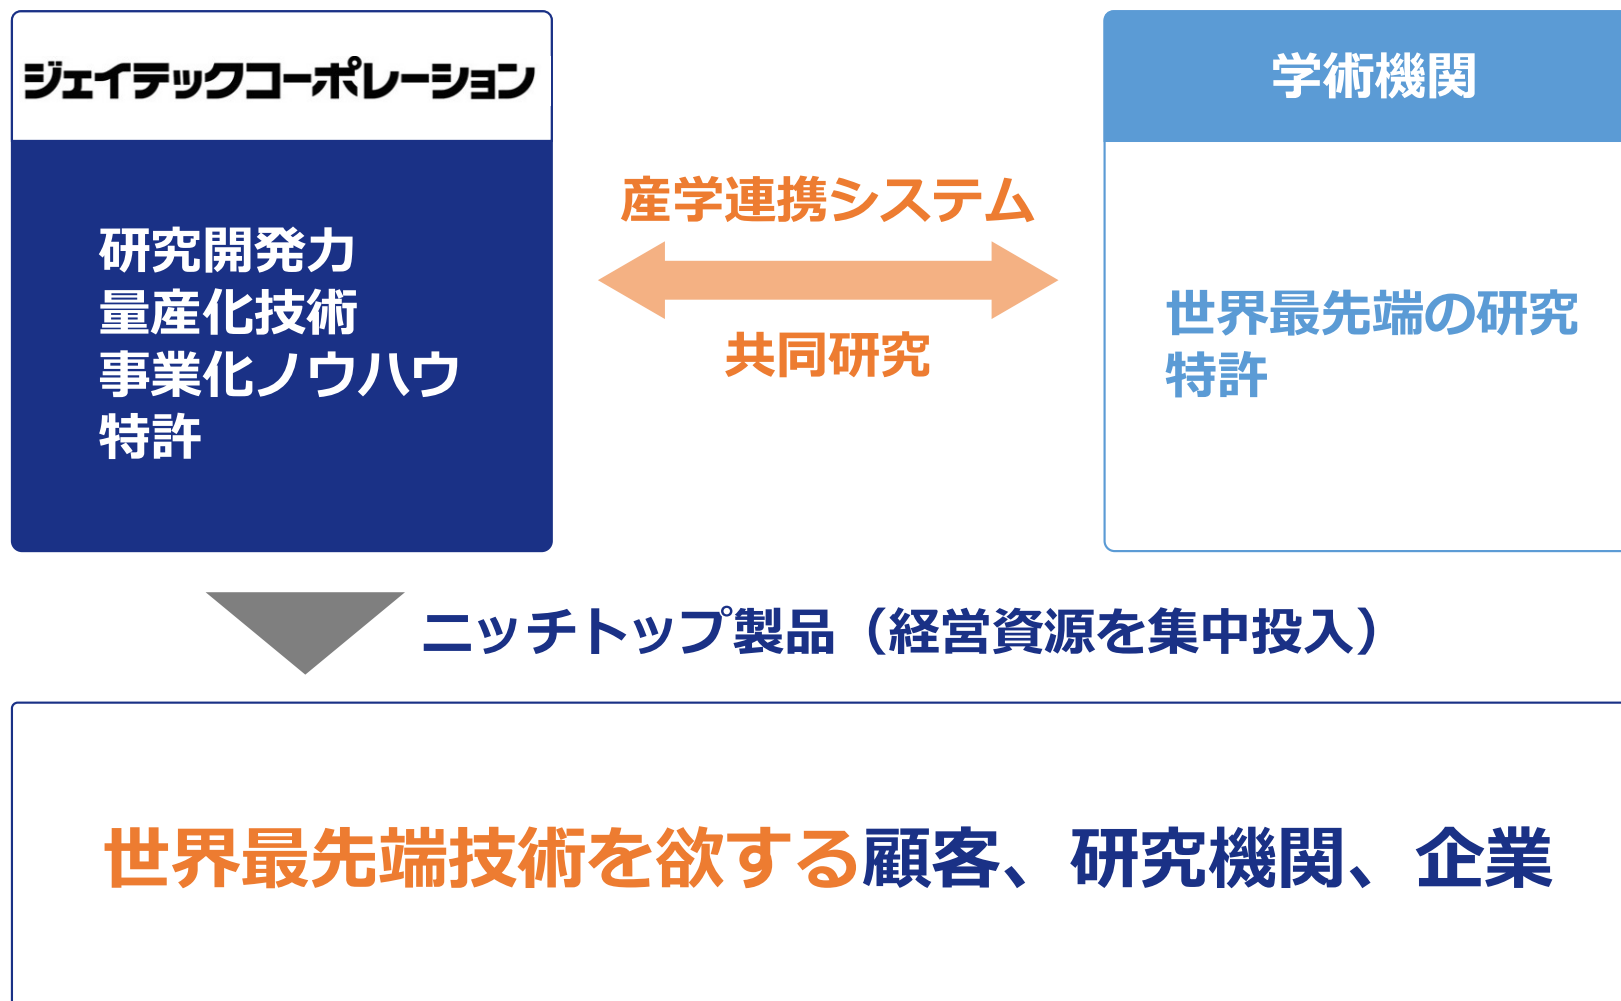 ジェイテックコーポレーション
研究開発力
量産化技術
事業化ノウハウ
特許
産学連携システム
共同研究
学術機関
世界最先端の研究
特許
ニッチトップ製品（経営資源を集中投入）
世界最先端技術を欲する顧客、研究機関、企業